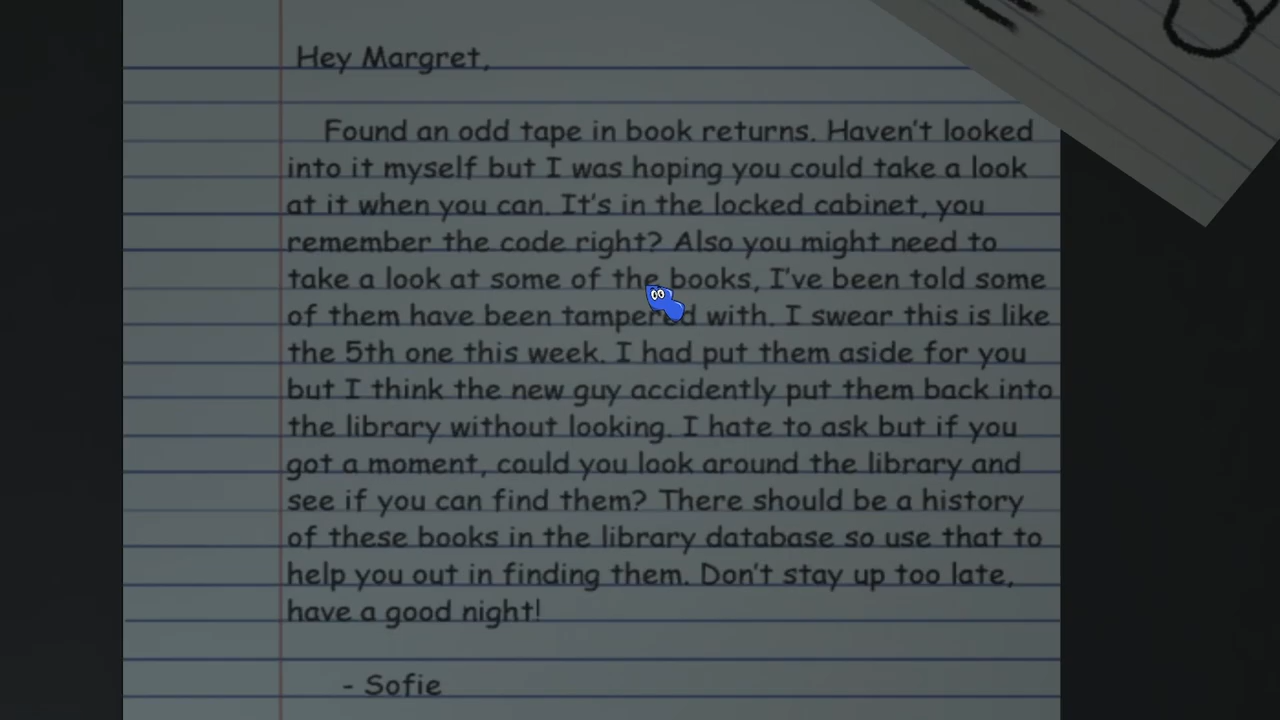 Hey Margret,
Found an odd tape in book returns. Haven't looked
into it myself but I was hoping you could take a look
at it when you can. It's in the locked cabinet, you
remember the code right? Also you might need to
take a look at some of the books, I've been told some
of them have been tampered with. I swear this is like
the 5th one this week. I had put them aside for you
but I think the new guy accidently put them back into
the library without looking. I hate to ask but if you
got a moment, could you look around the library and
see if you can find them? There should be a history
of these books in the library database so use that to
help you out in finding them. Don't stay up too late,
have a good night!
- Sofie